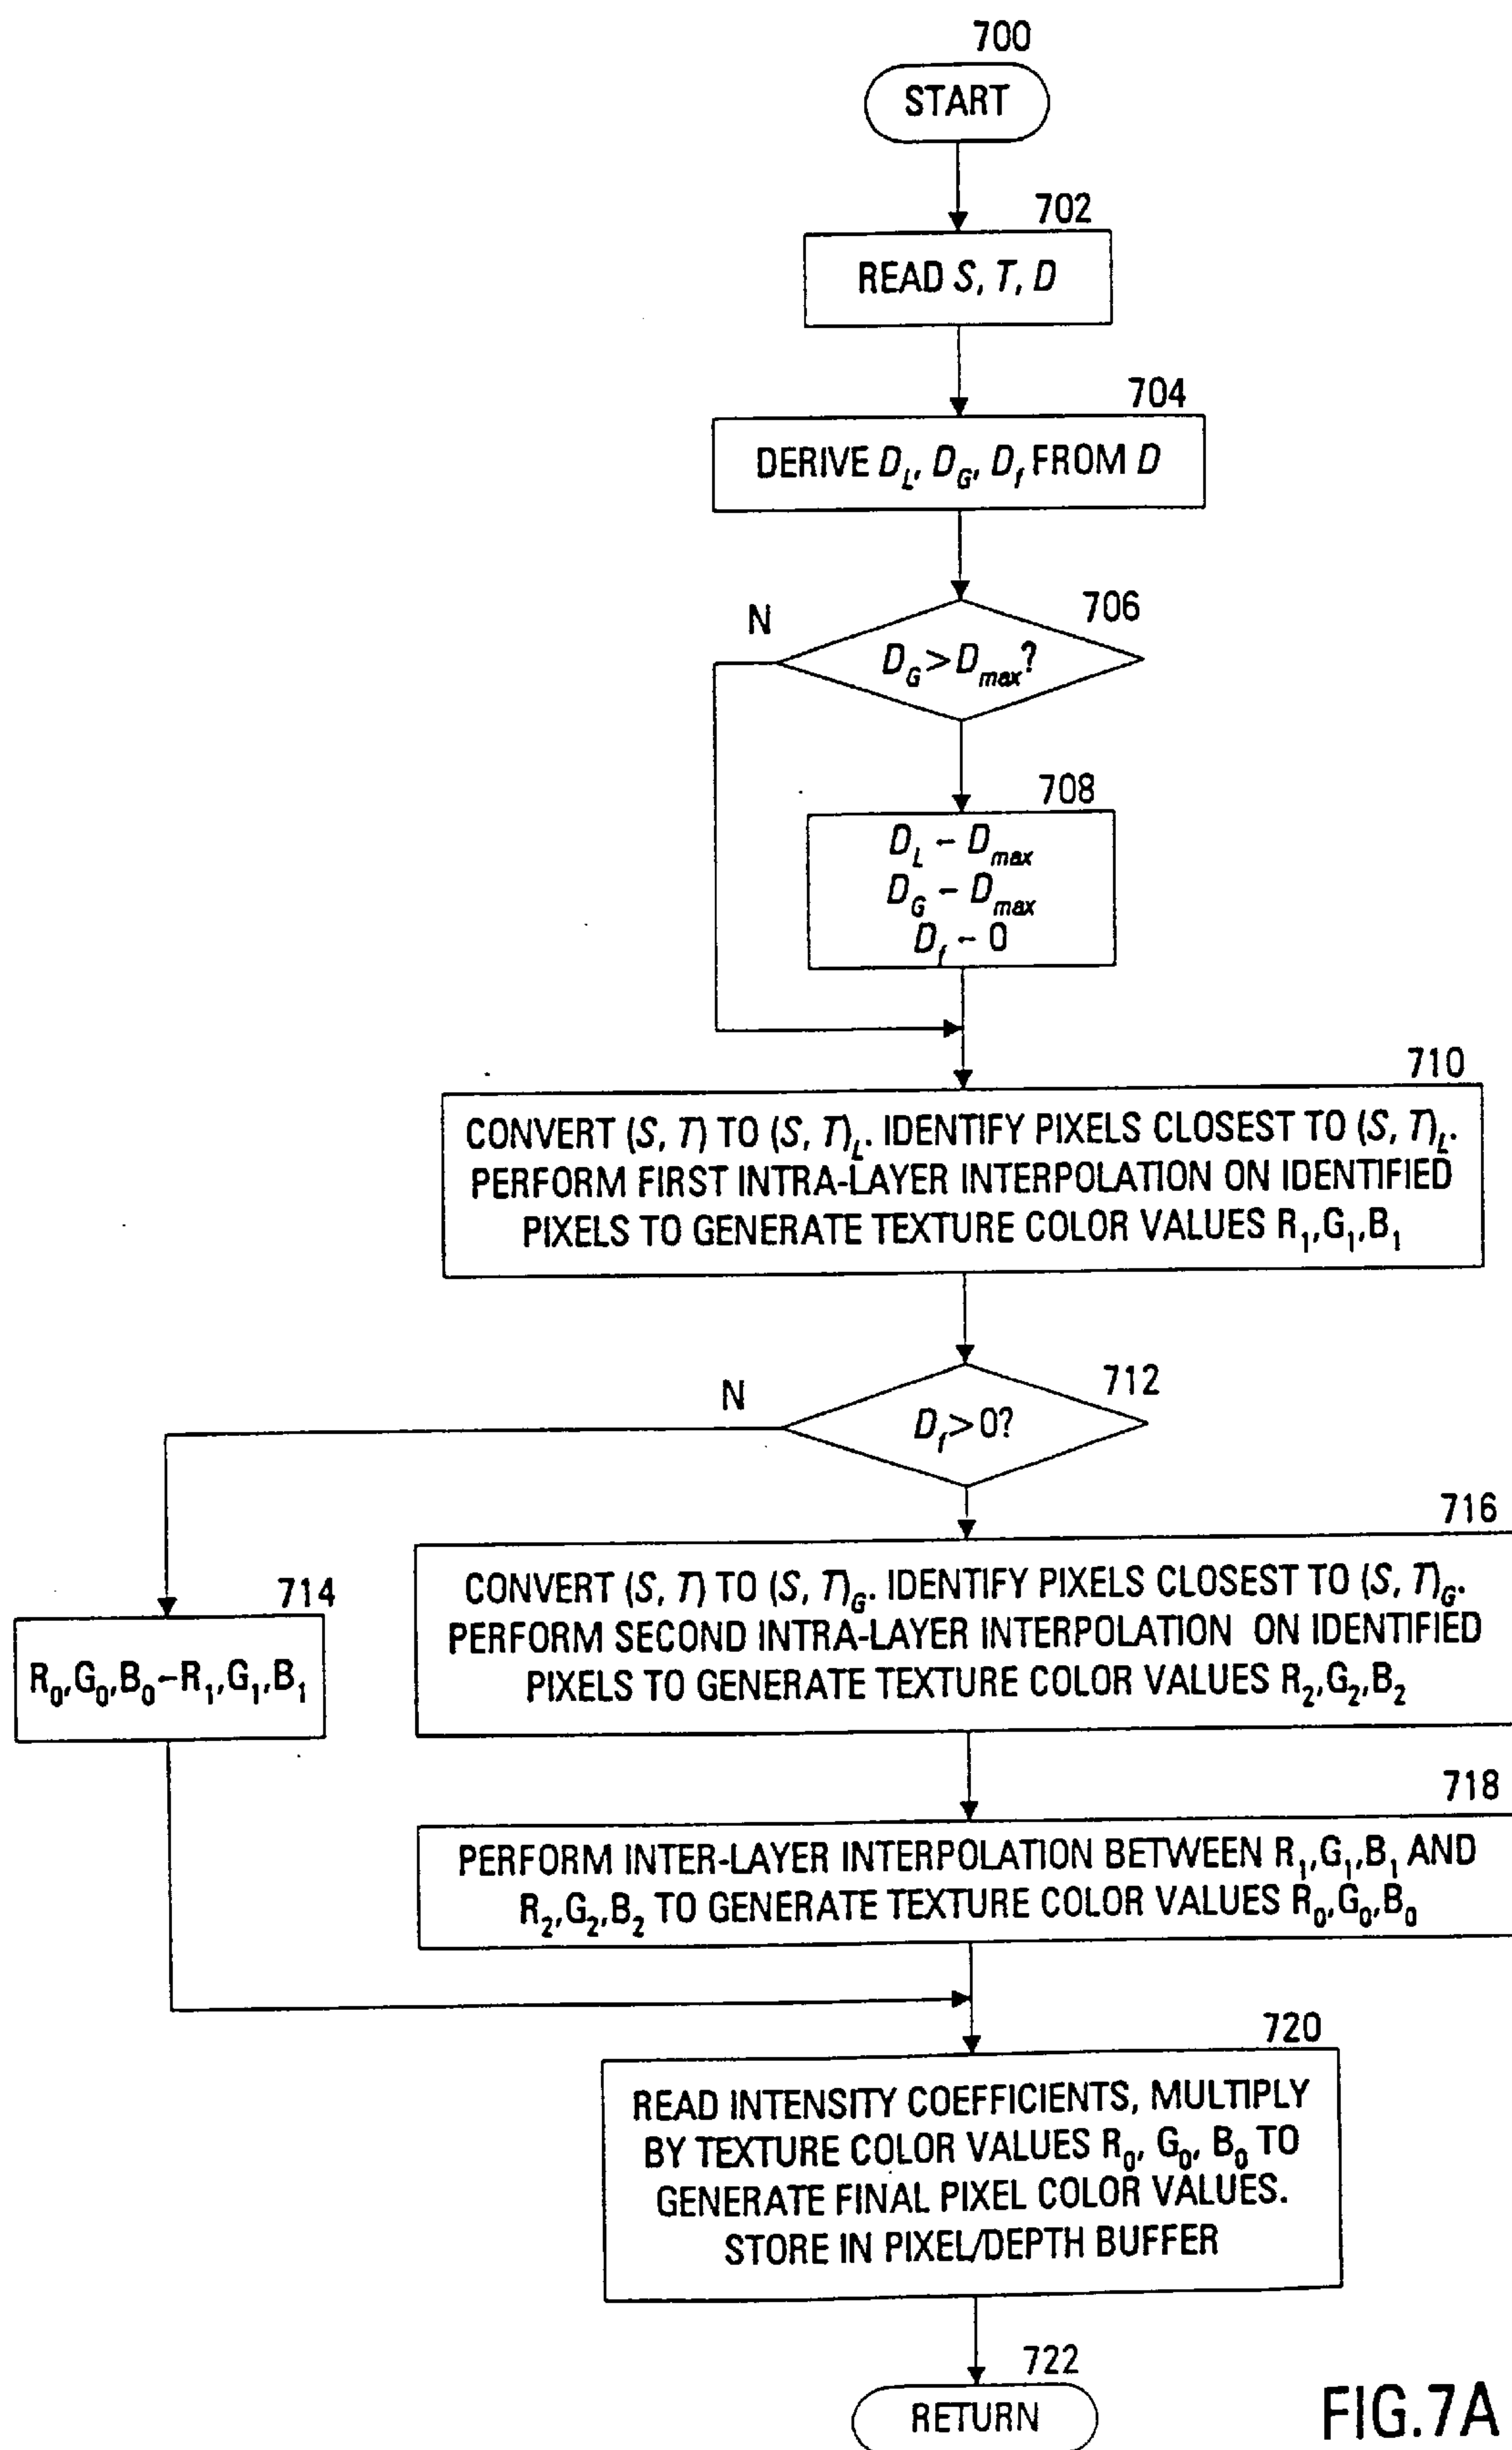 700
START
702
READ S, T, D
704
DERIVE D_L, D_G, D_f FROM D
706
N
D_G>D_max?
708
D_L – D_max
D_G – D_max
D_f – 0
710
CONVERT (S, T) TO (S, T)_L. IDENTIFY PIXELS CLOSEST TO (S, T)_L.
PERFORM FIRST INTRA-LAYER INTERPOLATION ON IDENTIFIED
PIXELS TO GENERATE TEXTURE COLOR VALUES R_1,G_1,B_1
712
N
D_f>0?
716
CONVERT (S, T) TO (S, T)_G. IDENTIFY PIXELS CLOSEST TO (S, T)_G.
PERFORM SECOND INTRA-LAYER INTERPOLATION ON IDENTIFIED
PIXELS TO GENERATE TEXTURE COLOR VALUES R_2,G_2,B_2
714
R_0,G_0,B_0–R_1,G_1,B_1
718
PERFORM INTER-LAYER INTERPOLATION BETWEEN R_1,G_1,B_1 AND
R_2,G_2,B_2 TO GENERATE TEXTURE COLOR VALUES R_0,G_0,B_0
720
READ INTENSITY COEFFICIENTS, MULTIPLY
BY TEXTURE COLOR VALUES R_0, G_0, B_0 TO
GENERATE FINAL PIXEL COLOR VALUES.
STORE IN PIXEL/DEPTH BUFFER
722
RETURN
FIG.7A